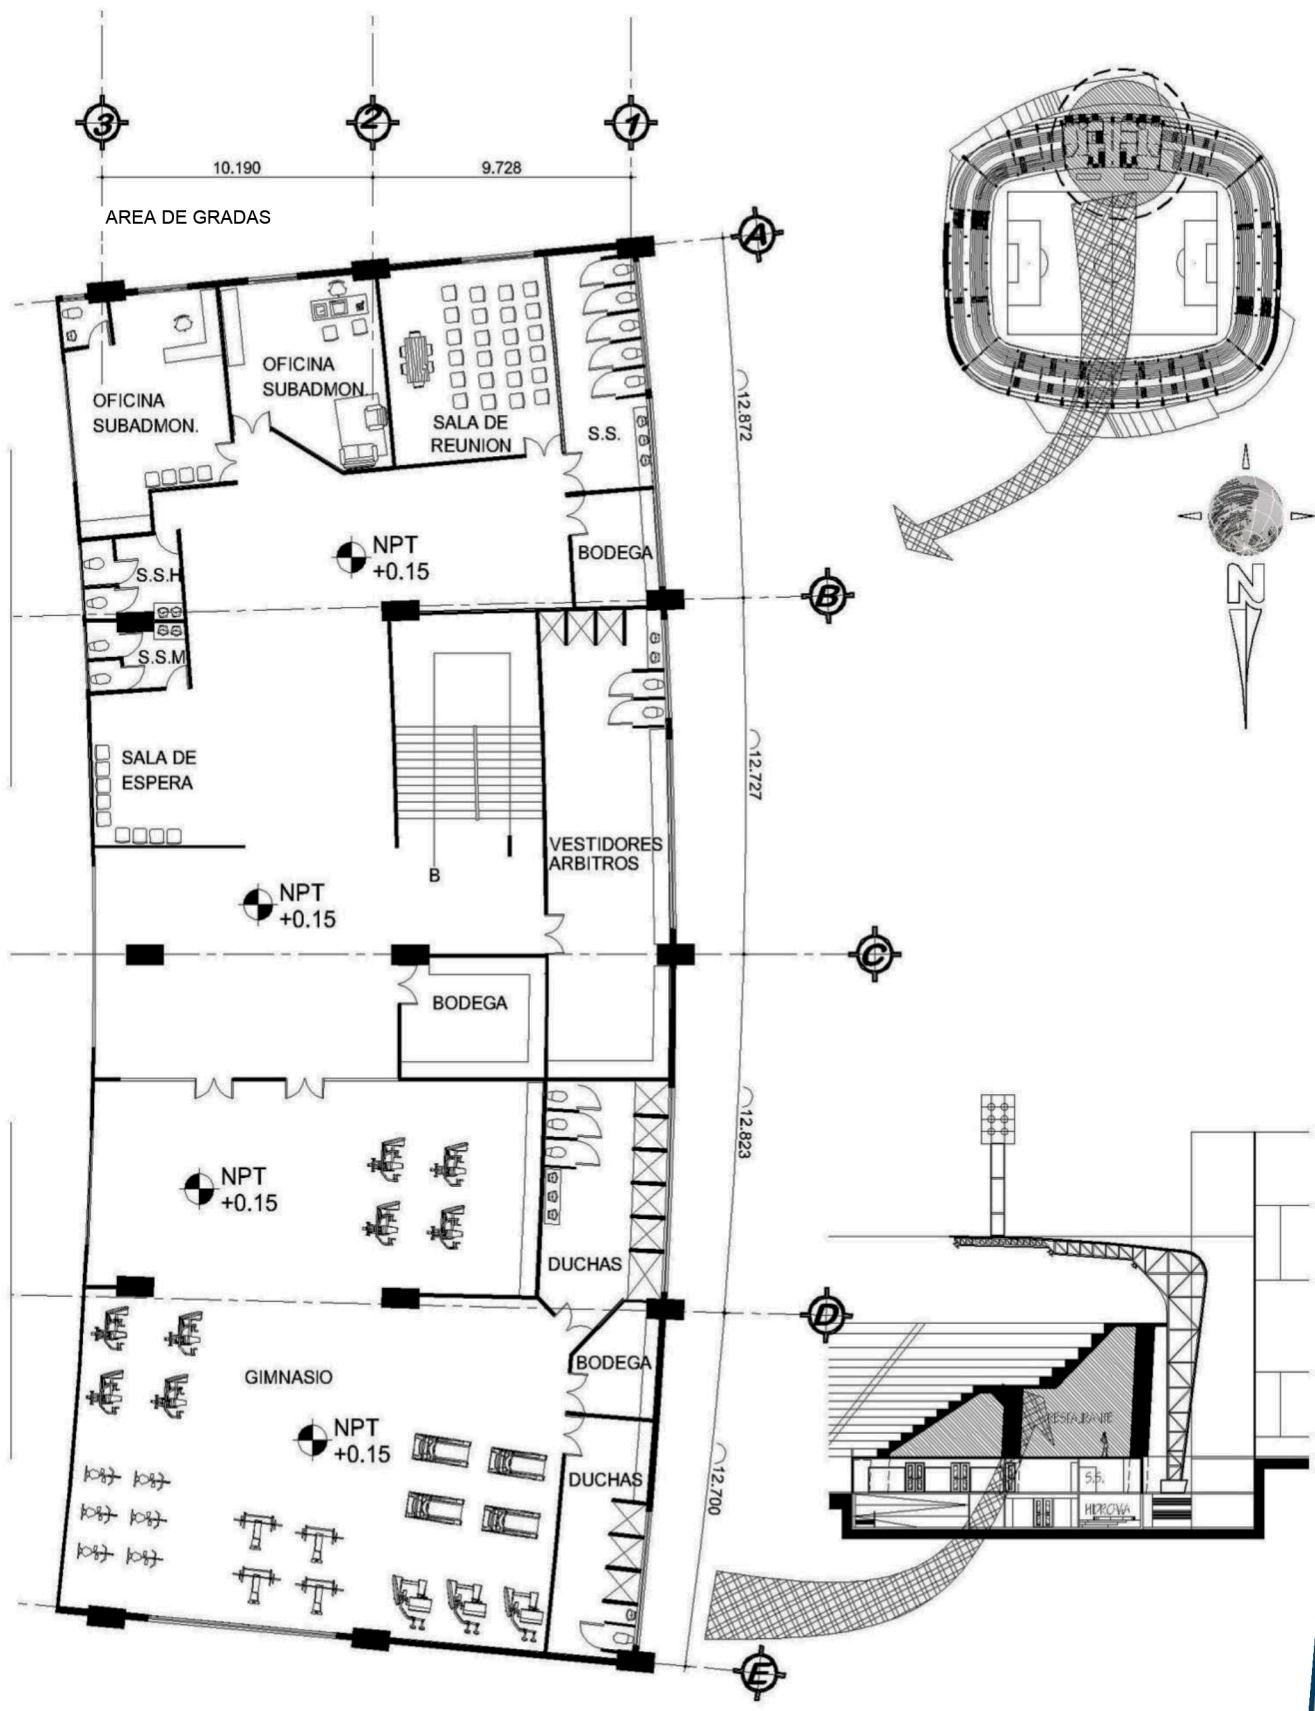 3
2
1
10.190
9.728
AREA DE GRADAS
A
OFICINA
SUBADMON.
OFICINA
SUBADMON.
SALA DE
REUNION
S.S.
12.872
BODEGA
NPT
+0.15
S.S.H
B
S.S.M
N
SALA DE
ESPERA
12.727
VESTIDORES
ARBITROS
B
NPT
+0.15
C
BODEGA
12.823
NPT
+0.15
DUCHAS
D
BODEGA
GIMNASIO
NPT
+0.15
DUCHAS
12.700
E
RESTAURANTE
S.S.